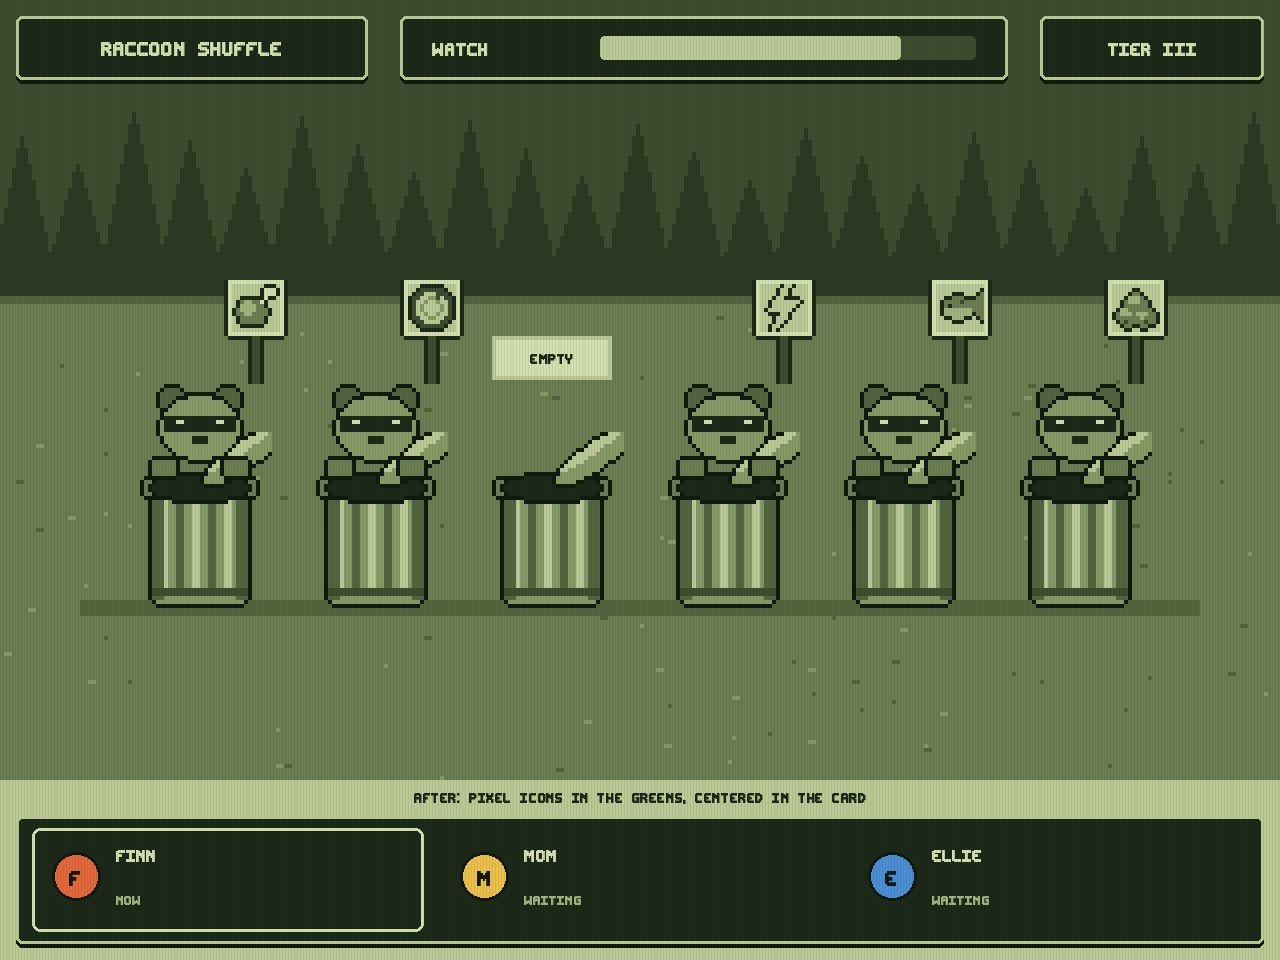 RACCOON SHUFFLE
WATCH
TIER III
EMPTY
AFTER: PIXEL ICONS IN THE GREENS, CENTERED IN THE CARD
F
FINN
NOW
M
MOM
WAITING
E
ELLIE
WAITING